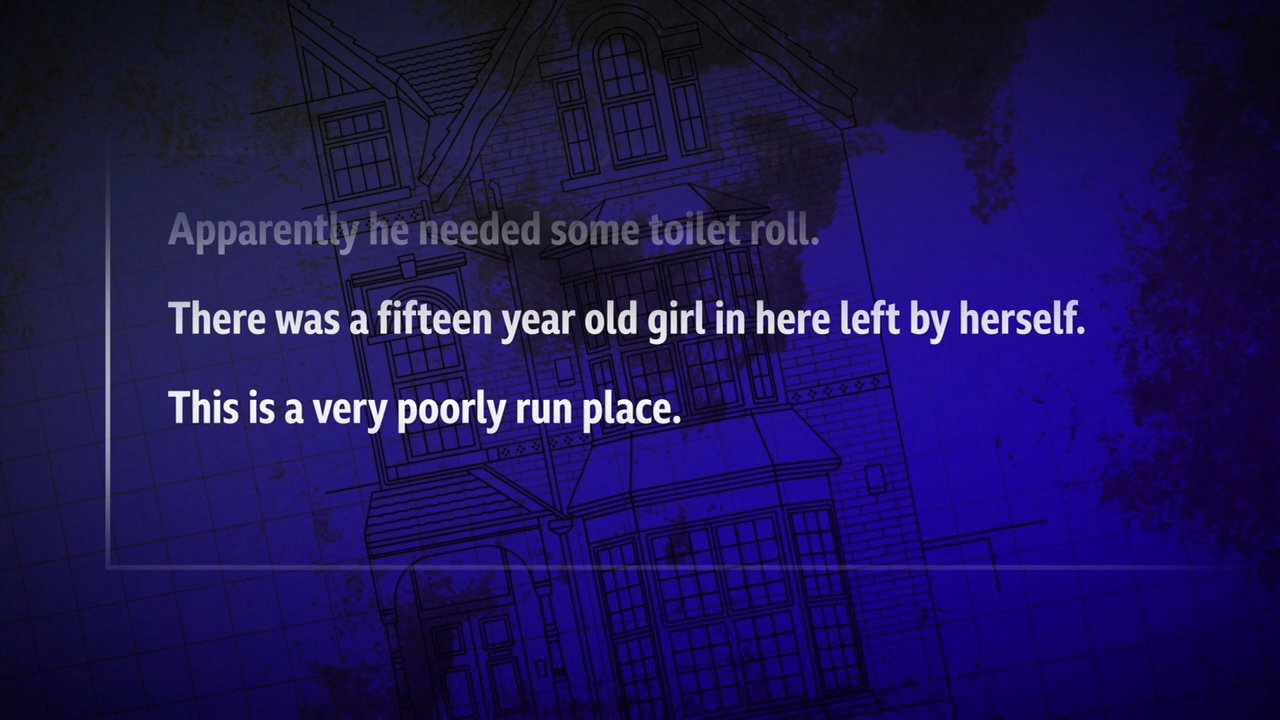 Apparently he needed some toilet roll.
There was a fifteen year old girl in here left by herself.
This is a very poorly run place.